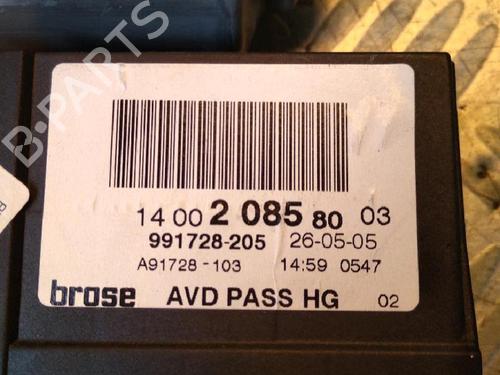 B-PARTS
14 00 2 085 80 03
991728-205 26-05-05
A91728-103 14:59 0547
brose AVD PASS HG 02